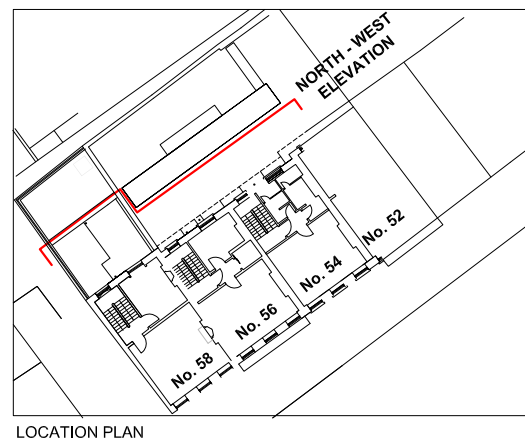 NORTH - WEST
ELEVATION
No. 52
No. 54
No. 56
No. 58
LOCATION PLAN